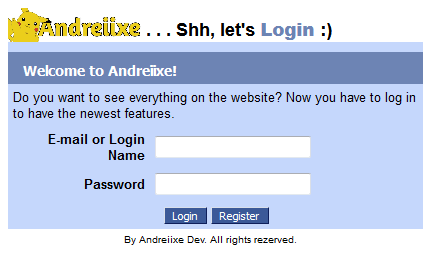 Andreiixe . . . Shh, let's Login :)
Welcome to Andreiixe!
Do you want to see everything on the website? Now you have to log in
to have the newest features.
E-mail or Login
Name
Password
Login Register
By Andreiixe Dev. All rights rezerved.